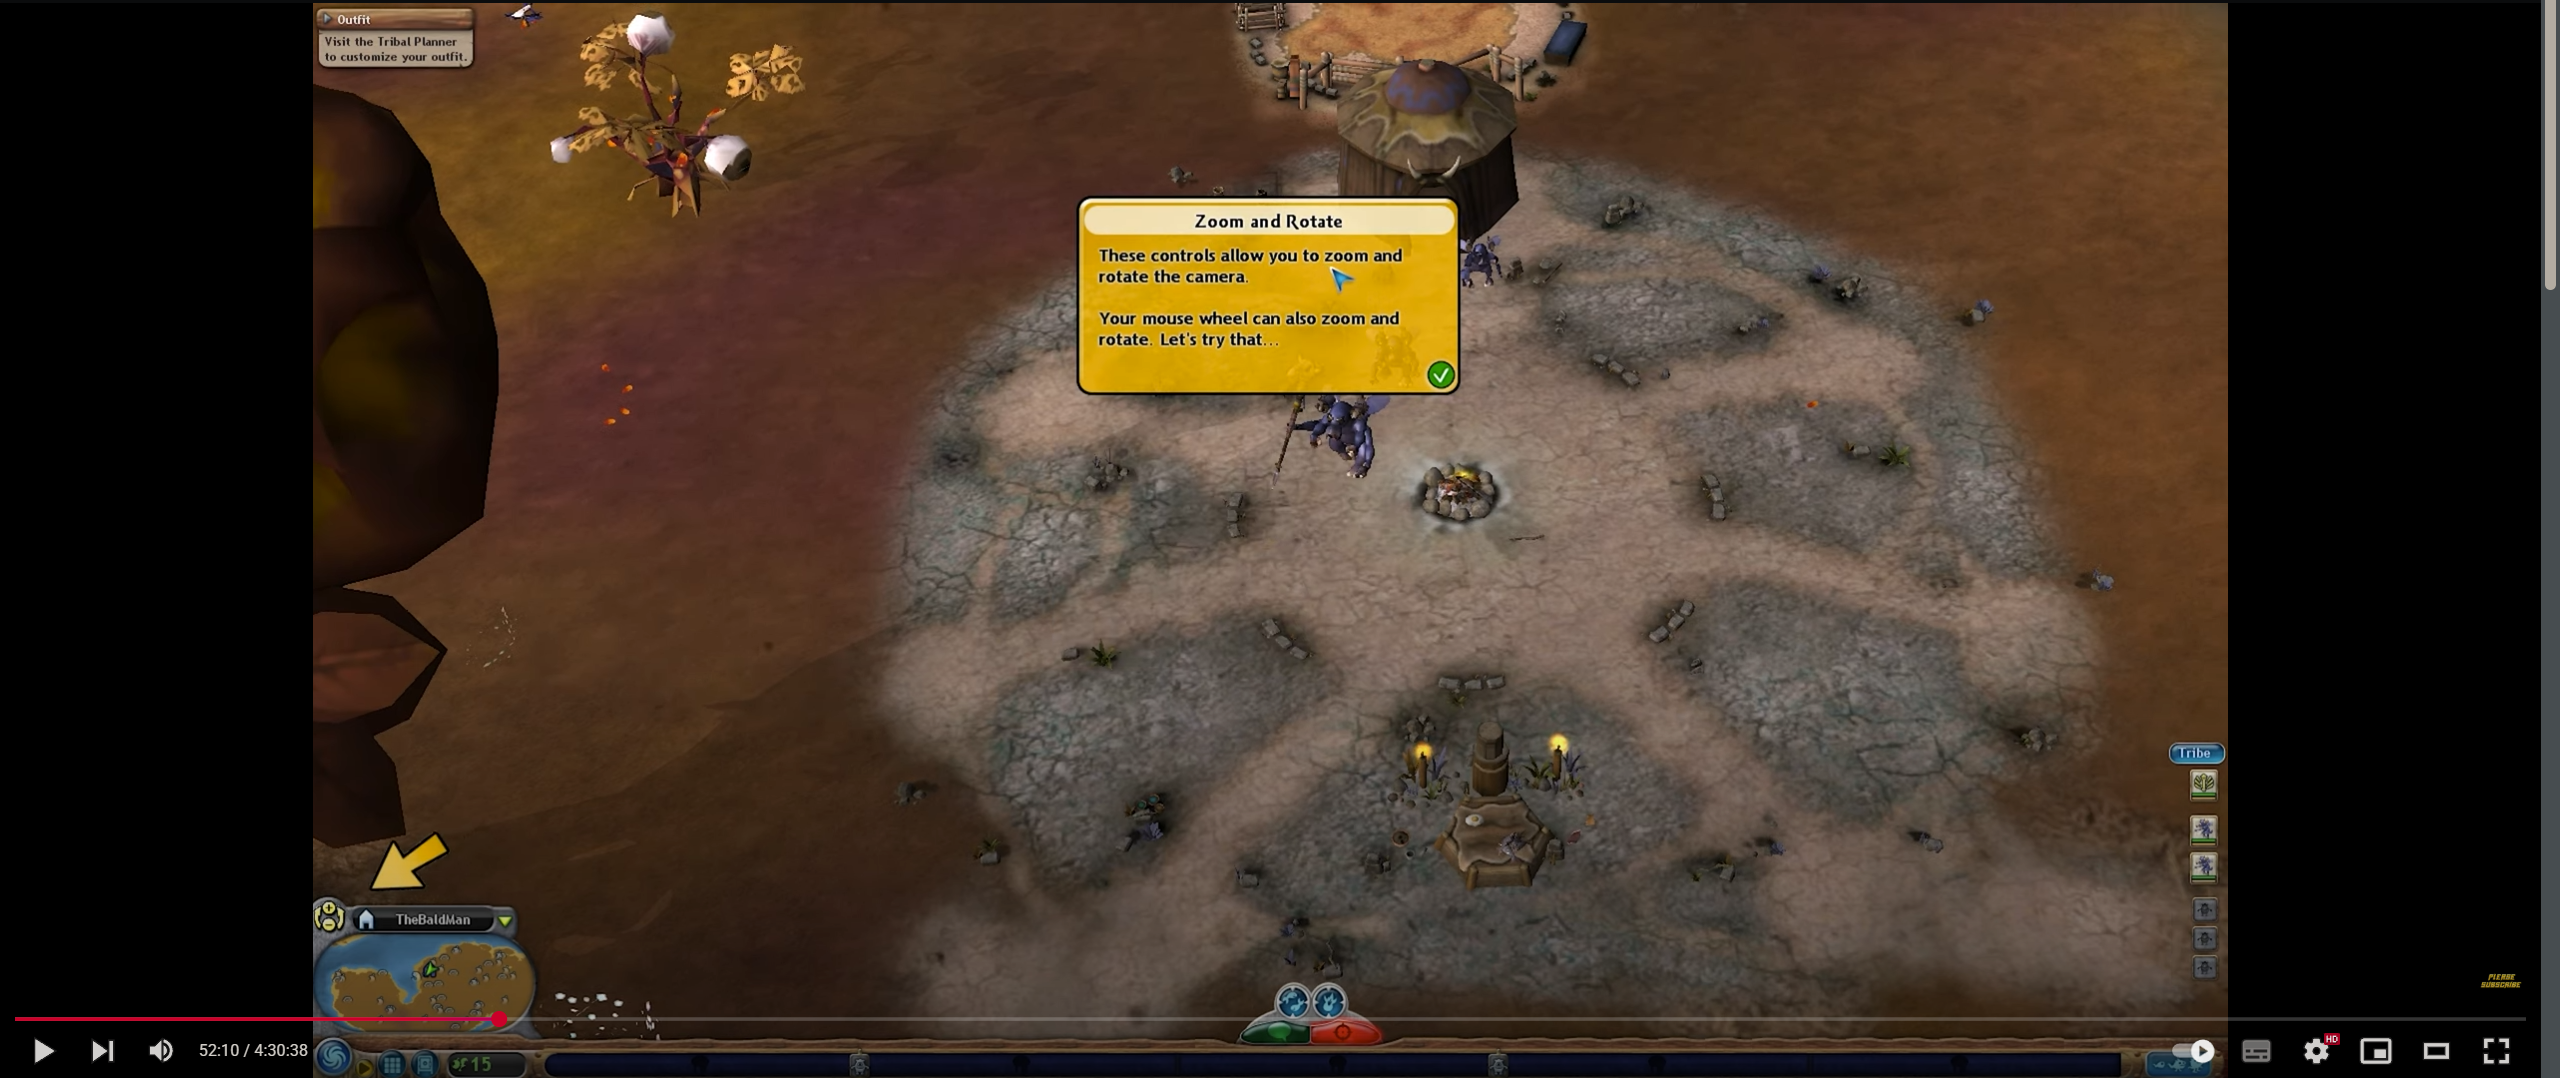 Outfit
Visit the Tribal Planner
to customize your outfit.
Zoom and Rotate
These controls allow you to zoom and
rotate the camera.
Your mouse wheel can also zoom and
rotate. Let's try that...
Tribe
TheBaldMan
PLEASE
SUBSCRIBE
52:10 / 4:30:38
15
HD